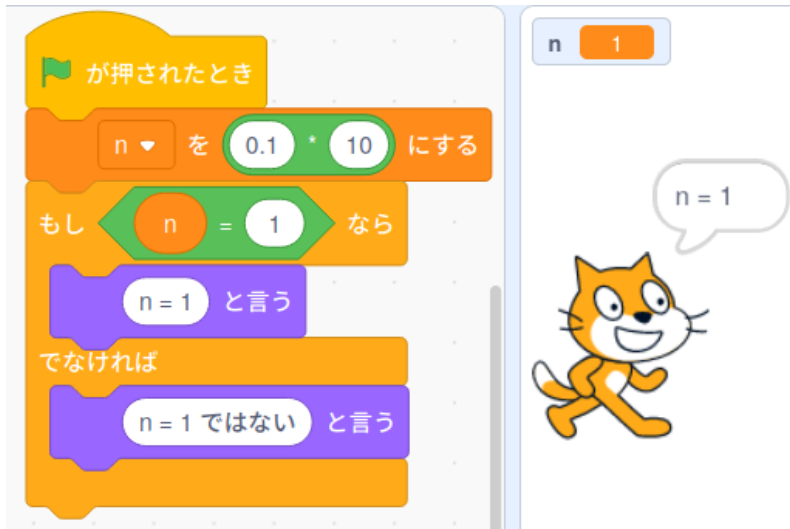 が押されたとき
n を 0.1 * 10 にする
もし n = 1 なら
n = 1 と言う
でなければ
n = 1 ではない と言う
n 1
n = 1